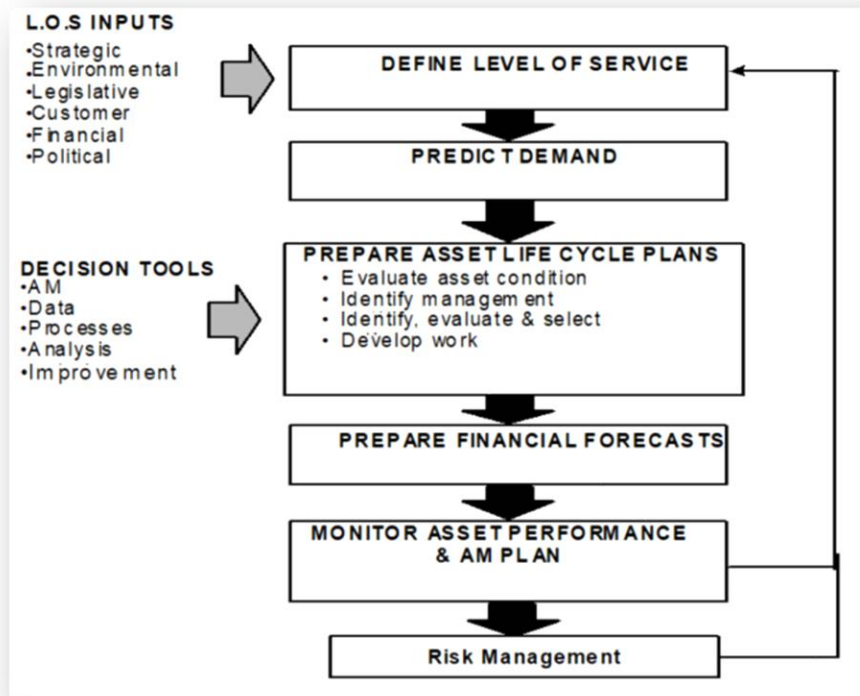 L.O.S INPUTS
•Strategic
•Environmental
•Legislative
•Customer
•Financial
•Political
DEFINE LEVEL OF SERVICE
PREDICT DEMAND
DECISION TOOLS
•AM
•Data
•Processes
•Analysis
•Improvement
PREPARE ASSET LIFE CYCLE PLANS
• Evaluate asset condition
• Identify management
• Identify, evaluate & select
• Develop work
PREPARE FINANCIAL FORECASTS
MONITOR ASSET PERFORMANCE
& AM PLAN
Risk Management